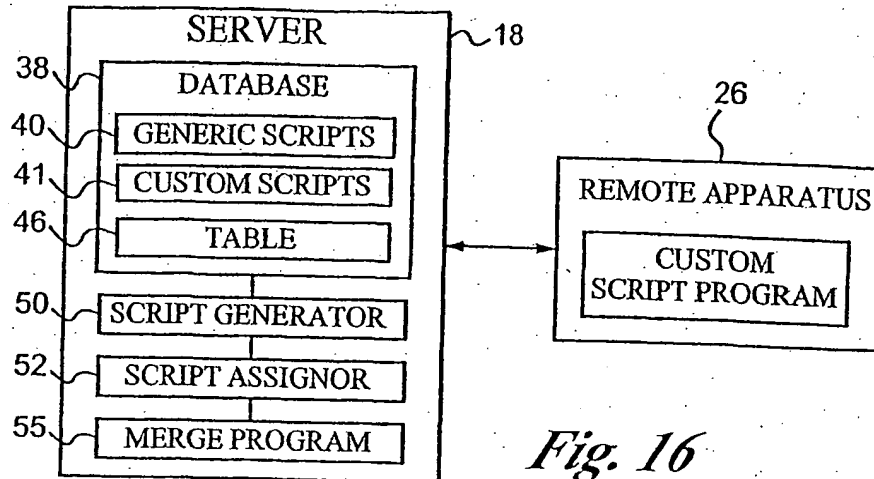 SERVER
18
38
DATABASE
40
GENERIC SCRIPTS
41
CUSTOM SCRIPTS
46
TABLE
50
SCRIPT GENERATOR
52
SCRIPT ASSIGNOR
55
MERGE PROGRAM
26
REMOTE APPARATUS
CUSTOM
SCRIPT PROGRAM
Fig. 16